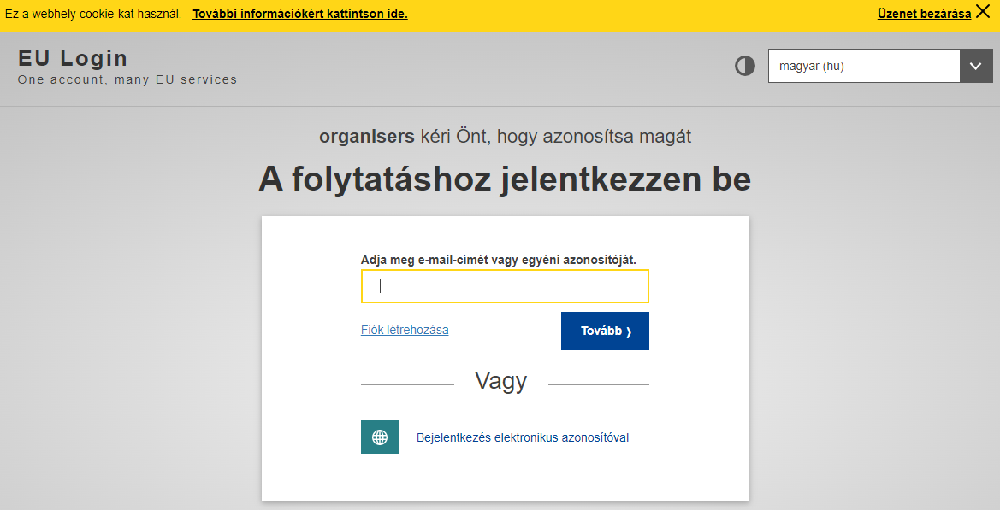 Ez a webhely cookie-kat használ. További információkért kattintson ide. Üzenet bezárása
EU Login
One account, many EU services
magyar (hu)
organisers kéri Önt, hogy azonosítsa magát
A folytatáshoz jelentkezzen be
Adja meg e-mail-címét vagy egyéni azonosítóját.
Fiók létrehozása
Tovább ❯
Vagy
Bejelentkezés elektronikus azonosítóval